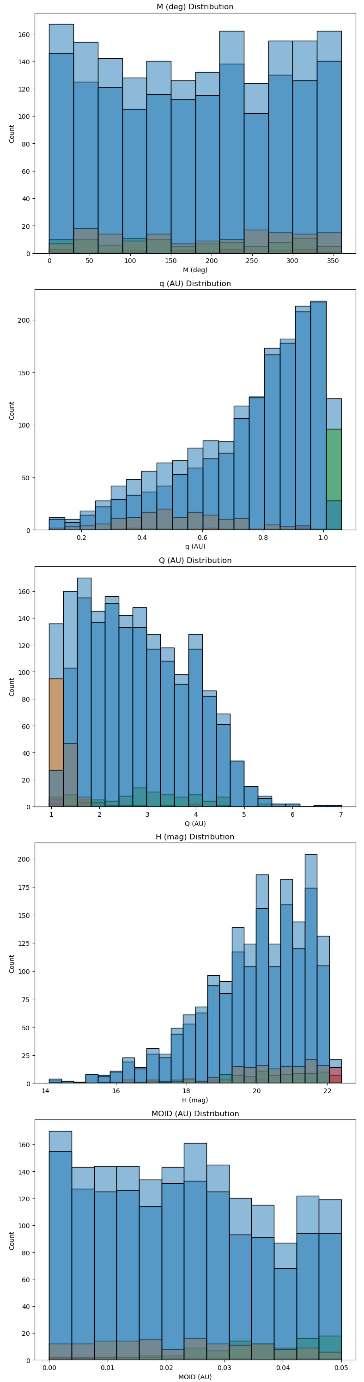 M (deg) Distribution
160
140
120
100
80
60
40
20
0
Count
0 50 100 150 200 250 300 350
M (deg)
q (AU) Distribution
200
150
100
50
0
Count
0.2 0.4 0.6 0.8 1.0
q (AU)
Q (AU) Distribution
160
140
120
100
80
60
40
20
0
Count
1 2 3 4 5 6 7
Q (AU)
H (mag) Distribution
200
175
150
125
100
75
50
25
0
Count
14 16 18 20 22
H (mag)
MOID (AU) Distribution
160
140
120
100
80
60
40
20
0
Count
0.00 0.01 0.02 0.03 0.04 0.05
MOID (AU)